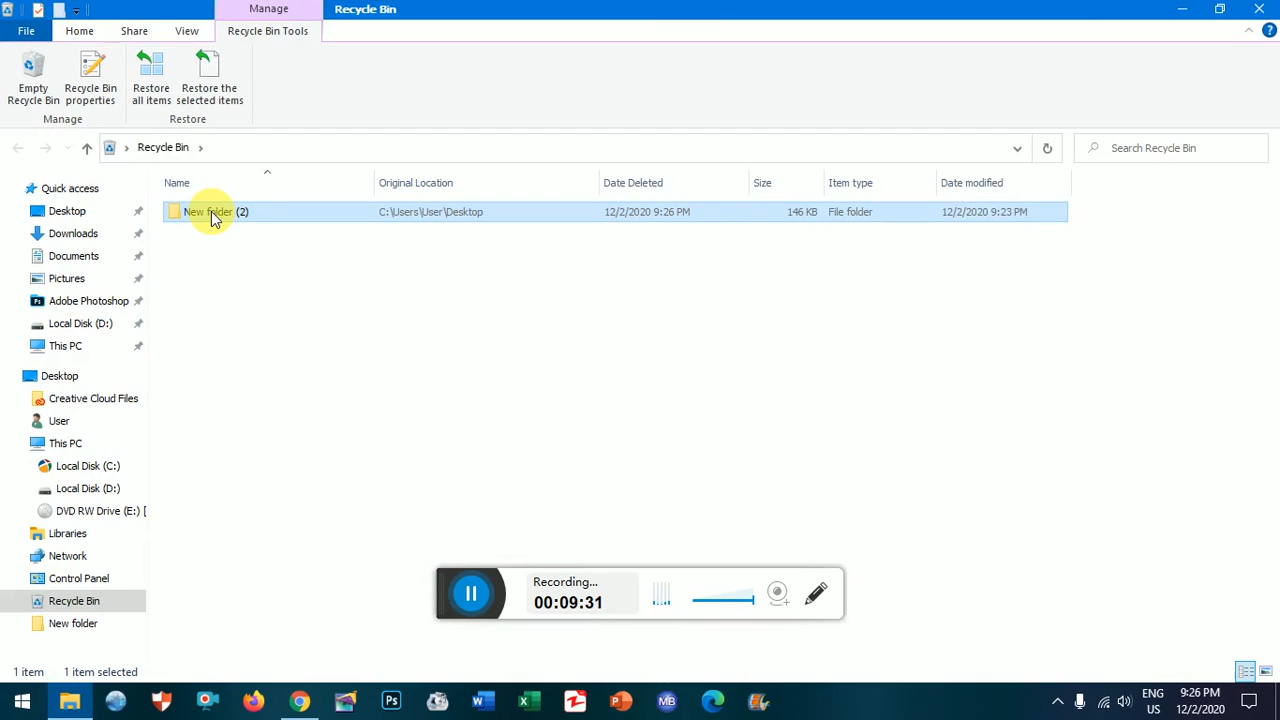 Manage
Recycle Bin
File
Home
Share
View
Recycle Bin Tools
Empty
Recycle Bin
Recycle Bin
properties
Restore
all items
Restore the
selected items
Manage
Restore
Recycle Bin
Search Recycle Bin
Name
Original Location
Date Deleted
Size
Item type
Date modified
New folder (2)
C:\Users\User\Desktop
12/2/2020 9:26 PM
146 KB
File folder
12/2/2020 9:23 PM
Quick access
Desktop
Downloads
Documents
Pictures
Adobe Photoshop
Local Disk (D:)
This PC
Desktop
Creative Cloud Files
User
This PC
Local Disk (C:)
Local Disk (D:)
DVD RW Drive (E:) [
Libraries
Network
Control Panel
Recycle Bin
New folder
Recording...
00:09:31
1 item
1 item selected
Ps
W
X
P
MB
ENG
US
9:26 PM
12/2/2020